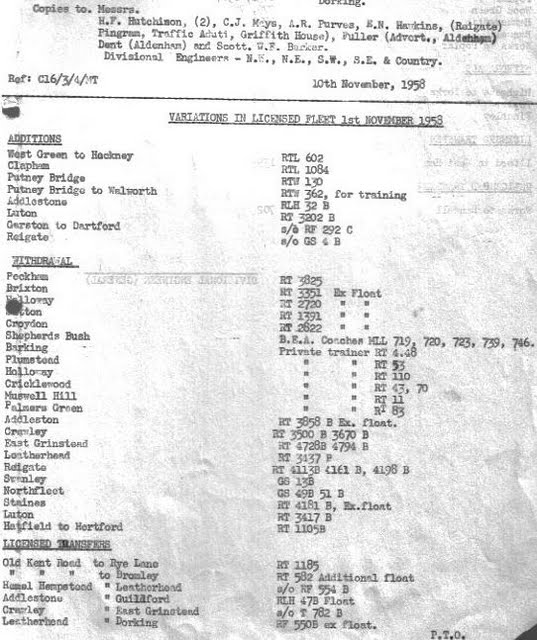 Dorking.
Copies to. Messrs.
H.F. Hutchinson, (2), C.J. Mays, A.R. Purves, E.N. Hawkins, (Reigate)
Pingram, Traffic Aduti, Griffith House), Fuller (Advert., Aldenham)
Dent (Aldenham) and Scott. W.F. Barker.
Divisional Engineers - N.W., N.E., S.W., S.E. & Country.
Ref: C16/3/4/MT 10th November, 1958
VARIATIONS IN LICENSED FLEET 1st NOVEMBER 1958
ADDITIONS
West Green to Hackney RTL 602
Clapham RTL 1084
Putney Bridge RTW 130
Putney Bridge to Walworth RTW 362, for training
Addlestone RLH 32 B
Luton RT 3202 B
Garston to Dartford s/o RF 292 C
Reigate s/o GS 4 B
WITHDRAWAL
Peckham RT 3825
Brixton RT 3351 Ex Float
Holloway RT 2720 " "
Sutton RT 1391 " "
Croydon RT 2822 " "
Shepherds Bush B.E.A. Coaches MLL 719, 720, 723, 739, 746.
Barking Private trainer RT 4.48
Plumstead " " RT 53
Holloway " " RT 110
Cricklewood " " RT 43, 70
Muswell Hill " " RT 11
Palmers Green " " RT 83
Addleston RT 3858 B Ex. float.
Crawley RT 3500 B 3670 B
East Grinstead RT 4728B 4794 B
Leatherhead RT 3437 B
Reigate RT 4113B 4161 B, 4198 B
Swanley GS 13B
Northfleet GS 49B 51 B
Staines RT 4181 B, Ex.float
Luton RT 3417 B
Hatfield to Hertford RT 1105B
LICENSED TRANSFERS
Old Kent Road to Rye Lane RT 1185
" " " to Bromley RT 582 Additional float
Hemel Hempstead " Leatherhead s/o RF 554 B
Addlestone " Guildford RLH 47B Float
Crawley " East Grinstead s/o T 782 B
Leatherhead " Dorking RF 550B ex float.
P.T.O.